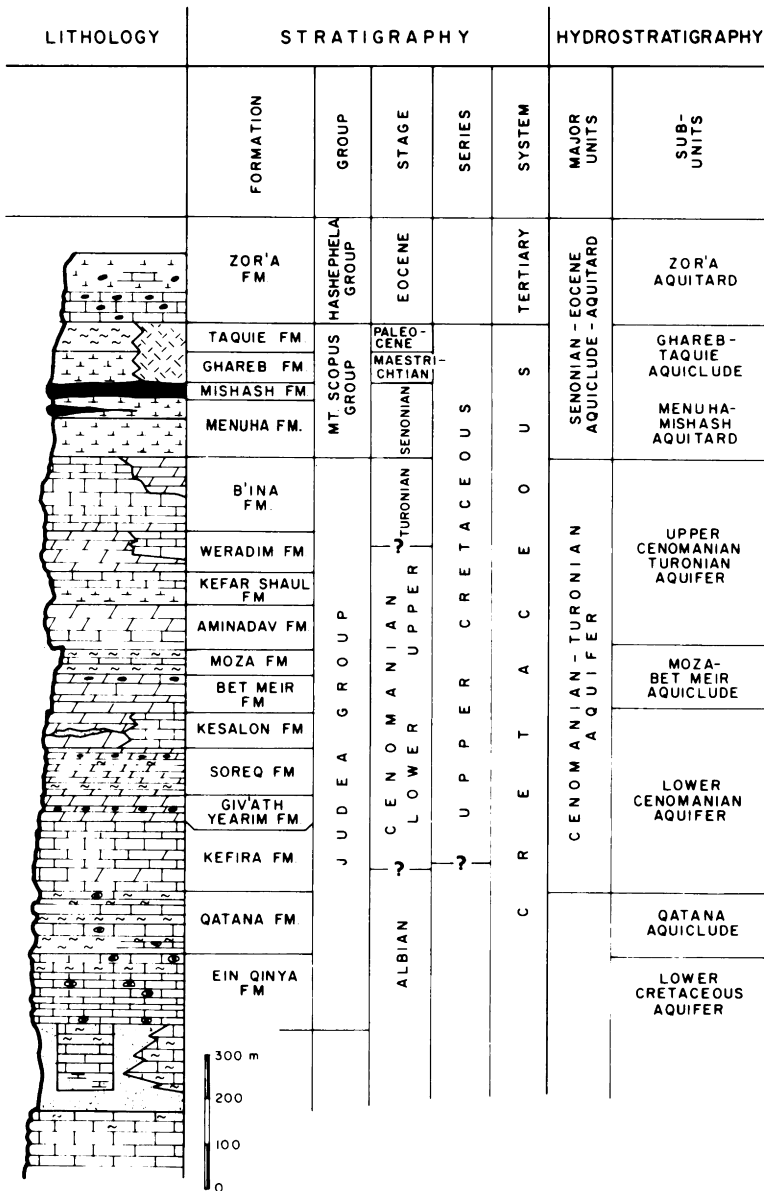 LITHOLOGY
STRATIGRAPHY
HYDROSTRATIGRAPHY
FORMATION
GROUP
STAGE
SERIES
SYSTEM
MAJOR
UNITS
SUB-
UNITS
ZOR'A
FM.
TAQUIE FM.
GHAREB FM.
MISHASH FM.
MENUHA FM.
B'INA
FM.
WERADIM FM
KEFAR SHAUL
FM
AMINADAV FM.
MOZA FM
BET MEIR
FM
KESALON FM
SOREQ FM
GIV'ATH
YEARIM FM.
KEFIRA FM.
QATANA FM.
EIN QINYA
FM
HASHEPHELA
GROUP
MT. SCOPUS
GROUP
JUDEA GROUP
EOCENE
PALEO-
CENE
MAESTRI-
CHTIAN
SENONIAN
TURONIAN
?
CENOMANIAN
LOWER UPPER
?
ALBIAN
UPPER CRETACEOUS
?
TERTIARY
CRETACEOUS
SENONIAN-EOCENE
AQUICLUDE-AQUITARD
CENOMANIAN-TURONIAN
AQUIFER
ZOR'A
AQUITARD
GHAREB-
TAQUIE
AQUICLUDE
MENUHA-
MISHASH
AQUITARD
UPPER
CENOMANIAN
TURONIAN
AQUIFER
MOZA-
BET MEIR
AQUICLUDE
LOWER
CENOMANIAN
AQUIFER
QATANA
AQUICLUDE
LOWER
CRETACEOUS
AQUIFER
300 m
200
100
0